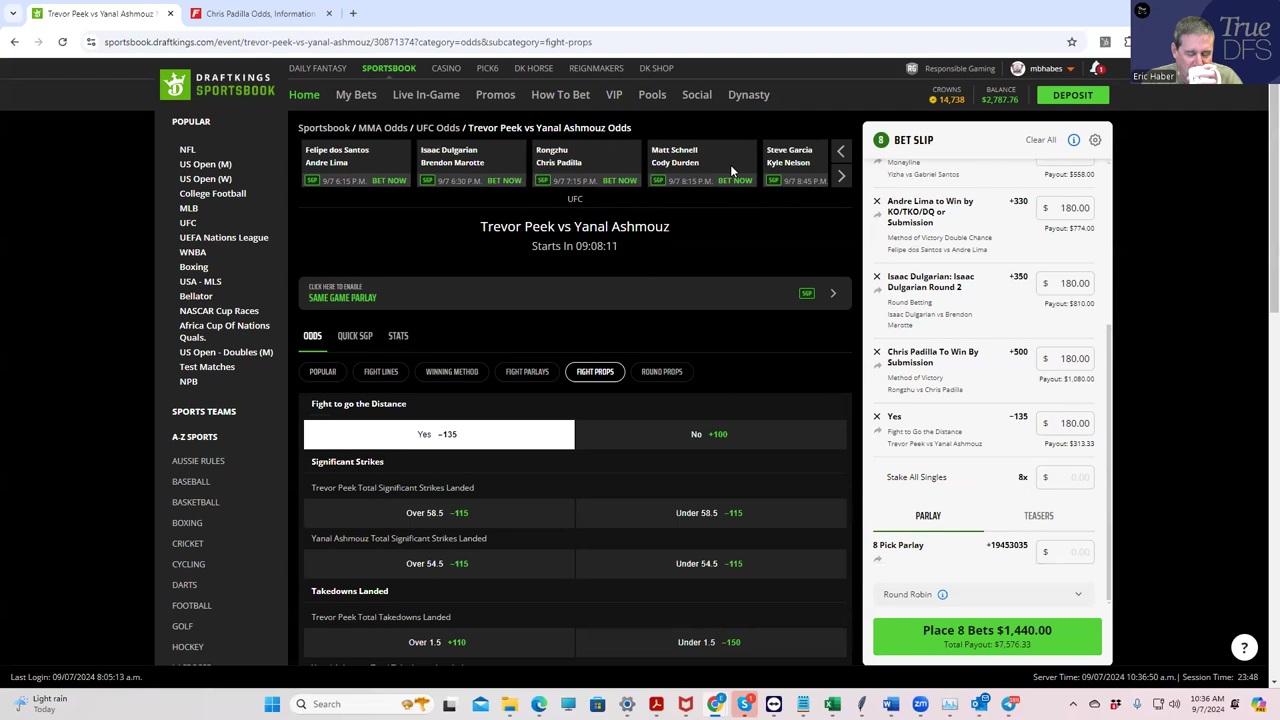 Trevor Peek vs Yanal Ashmouz
Chris Padilla Odds, Information
sportsbook.draftkings.com/event/trevor-peek-vs-yanal-ashmouz/30871374?category=odds&subcategory=fight-props
True
DFS
Eric Haber
DRAFTKINGS
SPORTSBOOK
DAILY FANTASY SPORTSBOOK CASINO PICK6 DK HORSE REIGNMAKERS DK SHOP
RG Responsible Gaming mbhabes 1
Home My Bets Live In-Game Promos How To Bet VIP Pools Social Dynasty
CROWNS 14,738 BALANCE $2,787.76 DEPOSIT
POPULAR
NFL
US Open (M)
US Open (W)
College Football
MLB
UFC
UEFA Nations League
WNBA
Boxing
USA - MLS
Bellator
NASCAR Cup Races
Africa Cup Of Nations
Quals.
US Open - Doubles (M)
Test Matches
NPB
SPORTS TEAMS
A-Z SPORTS
AUSSIE RULES
BASEBALL
BASKETBALL
BOXING
CRICKET
CYCLING
DARTS
FOOTBALL
GOLF
HOCKEY
Sportsbook / MMA Odds / UFC Odds / Trevor Peek vs Yanal Ashmouz Odds
Felipe dos Santos
Andre Lima
SGP 9/7 6:15 P.M. BET NOW
Isaac Dulgarian
Brendon Marotte
SGP 9/7 6:30 P.M. BET NOW
Rongzhu
Chris Padilla
SGP 9/7 7:15 P.M. BET NOW
Matt Schnell
Cody Durden
SGP 9/7 8:15 P.M. BET NOW
Steve Garcia
Kyle Nelson
SGP 9/7 8:45 P.M.
UFC
Trevor Peek vs Yanal Ashmouz
Starts In 09:08:11
CLICK HERE TO ENABLE
SAME GAME PARLAY SGP
ODDS QUICK SGP STATS
POPULAR FIGHT LINES WINNING METHOD FIGHT PARLAYS FIGHT PROPS ROUND PROPS
Fight to go the Distance
Yes −135 No +100
Significant Strikes
Trevor Peek Total Significant Strikes Landed
Over 58.5 −115 Under 58.5 −115
Yanal Ashmouz Total Significant Strikes Landed
Over 54.5 −115 Under 54.5 −115
Takedowns Landed
Trevor Peek Total Takedowns Landed
Over 1.5 +110 Under 1.5 −150
8 BET SLIP Clear All
Moneyline
Yizha vs Gabriel Santos Payout: $558.00
Andre Lima to Win by
KO/TKO/DQ or
Submission
+330 $ 180.00
Payout: $774.00
Method of Victory Double Chance
Felipe dos Santos vs Andre Lima
Isaac Dulgarian: Isaac
Dulgarian Round 2
+350 $ 180.00
Payout: $810.00
Round Betting
Isaac Dulgarian vs Brendon
Marotte
Chris Padilla To Win By
Submission
+500 $ 180.00
Payout: $1,080.00
Method of Victory
Rongzhu vs Chris Padilla
Yes −135 $ 180.00
Fight to Go the Distance
Trevor Peek vs Yanal Ashmouz Payout: $313.33
Stake All Singles 8x $ 0.00
PARLAY TEASERS
8 Pick Parlay +19453035 $ 0.00
Round Robin
Place 8 Bets $1,440.00
Total Payout: $7,576.33
?
Last Login: 09/07/2024 8:05:13 a.m. Server Time: 09/07/2024 10:36:50 a.m.| Session Time: 23:48
Light rain
Today
Search
10:36 AM
9/7/2024